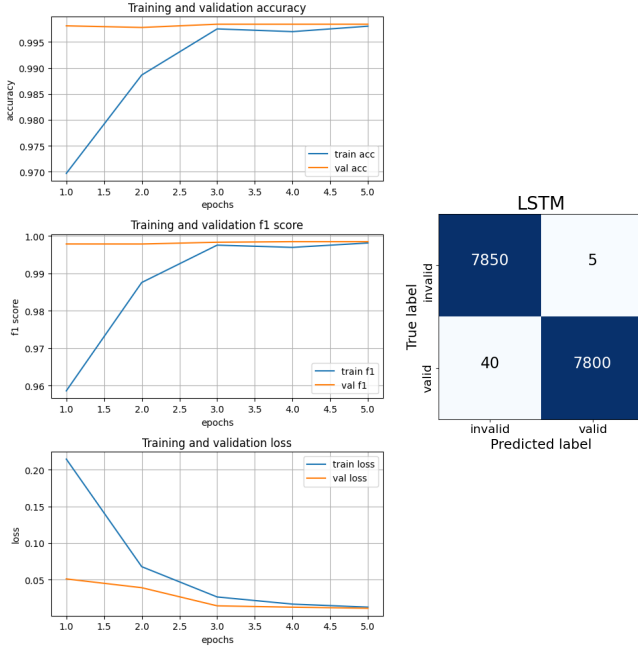 Training and validation accuracy
0.995
0.990
0.985
0.980
0.975
0.970
accuracy
train acc
val acc
1.0 1.5 2.0 2.5 3.0 3.5 4.0 4.5 5.0
epochs
Training and validation f1 score
1.00
0.99
0.98
0.97
0.96
f1 score
train f1
val f1
1.0 1.5 2.0 2.5 3.0 3.5 4.0 4.5 5.0
epochs
Training and validation loss
0.20
0.15
0.10
0.05
loss
train loss
val loss
1.0 1.5 2.0 2.5 3.0 3.5 4.0 4.5 5.0
epochs
LSTM
True label
invalid
7850 5
valid
40 7800
invalid valid
Predicted label